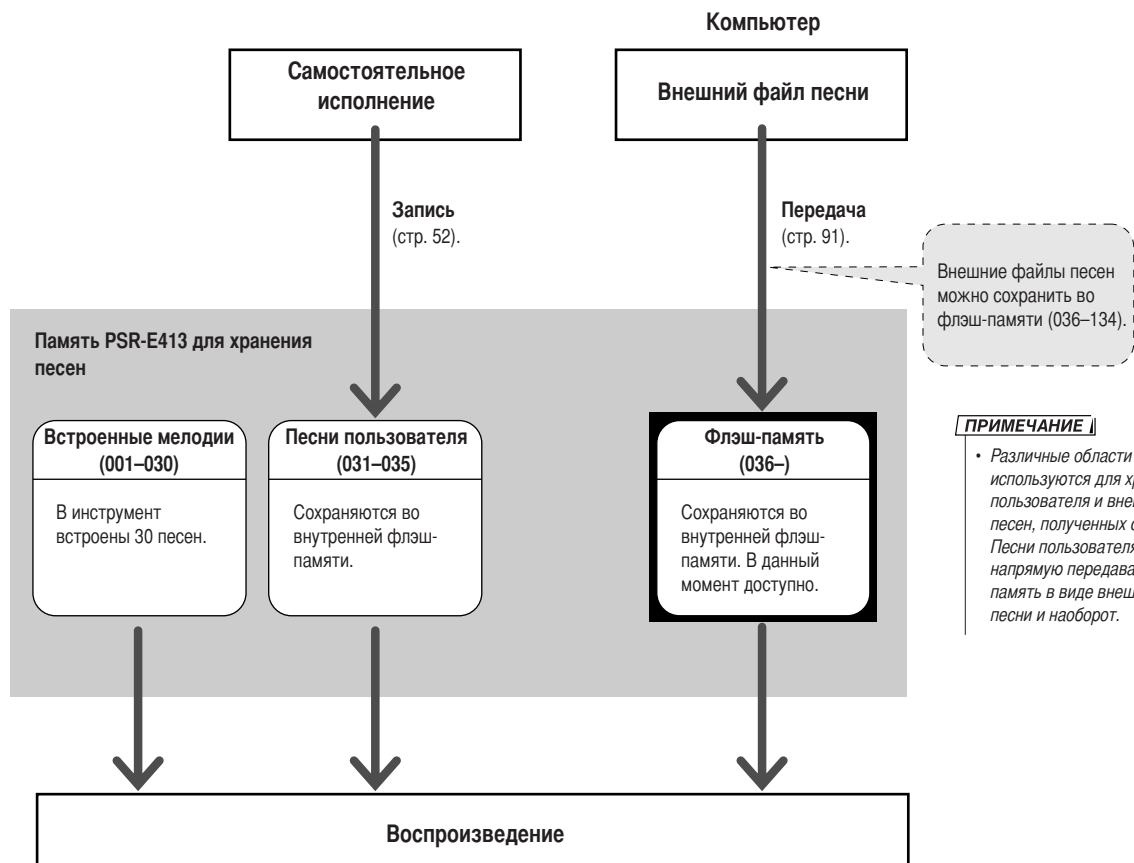 Компьютер
Самостоятельное
исполнение
Внешний файл песни
Запись
(стр. 52).
Передача
(стр. 91).
Внешние файлы песен
можно сохранить во
флэш-памяти (036–134).
Память PSR-E413 для хранения
песен
Встроенные мелодии
(001–030)
В инструмент
встроены 30 песен.
Песни пользователя
(031–035)
Сохраняются во
внутренней флэш-
памяти.
Флэш-память
(036–)
Сохраняются во
внутренней флэш-
памяти. В данный
момент доступно.
ПРИМЕЧАНИЕ
• Различные области
используются для
пользователя и
песен, полученных
Песни пользователя
напрямую
память в виде
песни и наоборот.
Воспроизведение